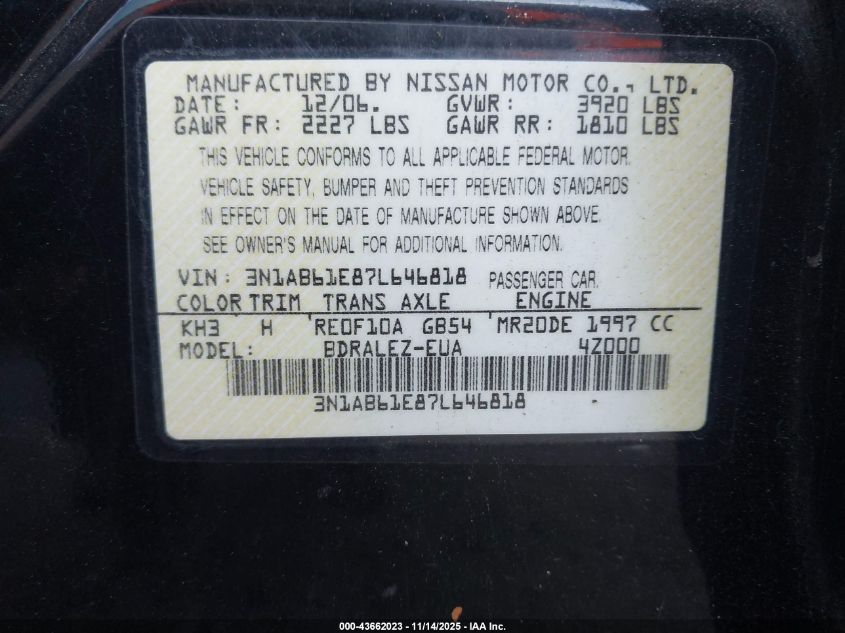 MANUFACTURED BY NISSAN MOTOR CO., LTD.
DATE: 12/06. GVWR: 3920 LBS
GAWR FR: 2227 LBS GAWR RR: 1810 LBS
THIS VEHICLE CONFORMS TO ALL APPLICABLE FEDERAL MOTOR
VEHICLE SAFETY, BUMPER AND THEFT PREVENTION STANDARDS
IN EFFECT ON THE DATE OF MANUFACTURE SHOWN ABOVE.
SEE OWNER'S MANUAL FOR ADDITIONAL INFORMATION.
VIN: 3N1AB61E87L646818 PASSENGER CAR
COLOR TRIM TRANS AXLE ENGINE
KH3 H RE0F10A GB54 MR20DE 1997 CC
MODEL: BDRALEZ-EUA 4Z000
3N1AB61E87L646818
000-43662023 - 11/14/2025 - IAA Inc.